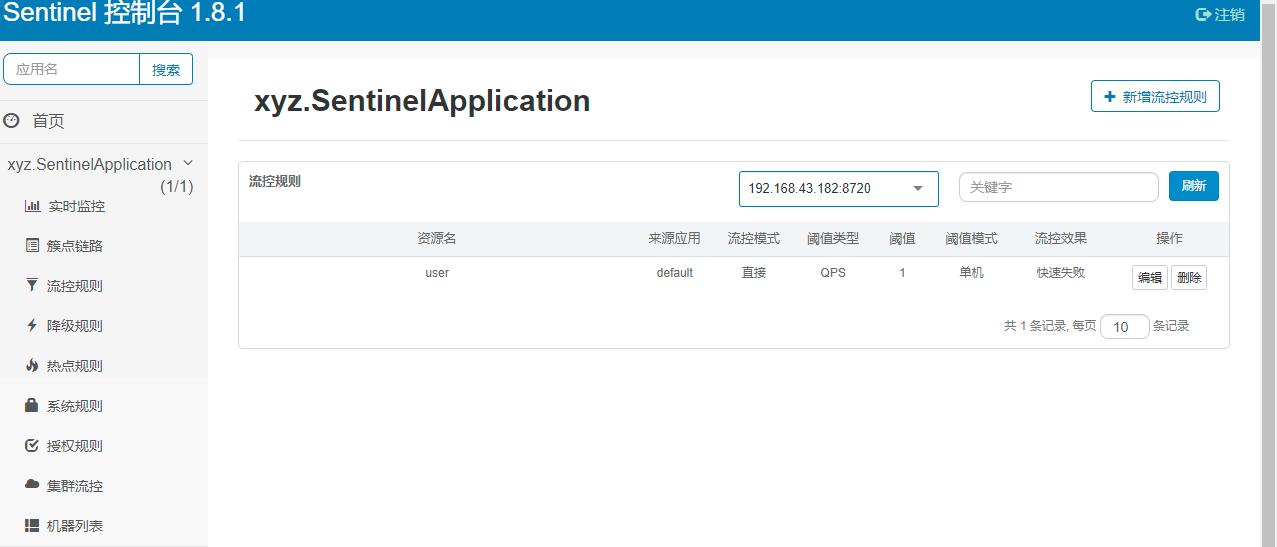 Sentinel 控制台 1.8.1
注销
应用名 搜索
首页
xyz.SentinelApplication
(1/1)
实时监控
簇点链路
流控规则
降级规则
热点规则
系统规则
授权规则
集群流控
机器列表
xyz.SentinelApplication
+ 新增流控规则
流控规则 192.168.43.182:8720 关键字 刷新
资源名 来源应用 流控模式 阈值类型 阈值 阈值模式 流控效果 操作
user default 直接 QPS 1 单机 快速失败 编辑 删除
共 1 条记录, 每页 10 条记录